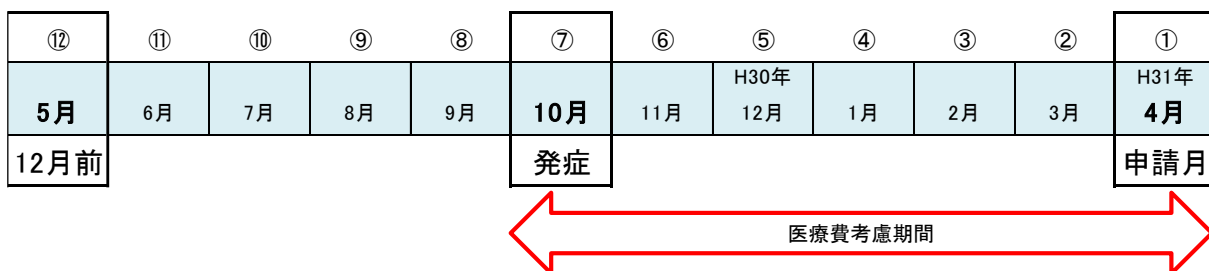 ⑫ ⑪ ⑩ ⑨ ⑧ ⑦ ⑥ ⑤ ④ ③ ② ①
H30年 H31年
5月 6月 7月 8月 9月 10月 11月 12月 1月 2月 3月 4月
12月前 発症 申請月
医療費考慮期間